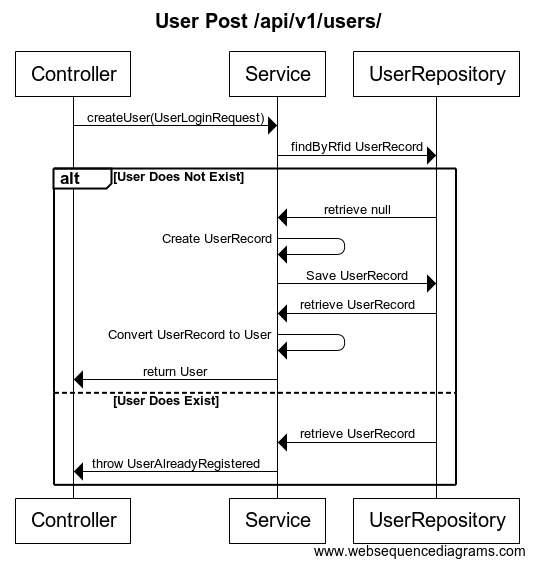 User Post /api/v1/users/
Controller
Service
UserRepository
createUser(UserLoginRequest)
findByRfid UserRecord
alt
[User Does Not Exist]
retrieve null
Create UserRecord
Save UserRecord
retrieve UserRecord
Convert UserRecord to User
return User
[User Does Exist]
retrieve UserRecord
throw UserAlreadyRegistered
Controller
Service
UserRepository
www.websequencediagrams.com